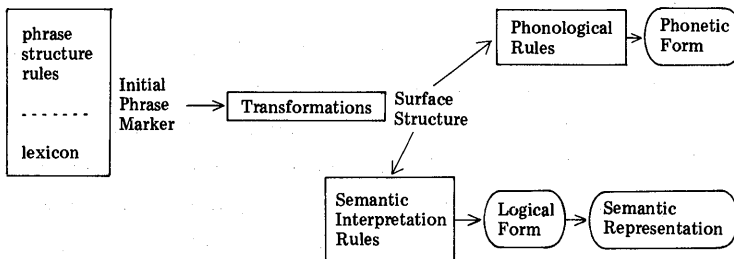 phrase
structure
rules
- - - - - - -
lexicon
Initial
Phrase
Marker
Transformations
Surface
Structure
Phonological
Rules
Phonetic
Form
Semantic
Interpretation
Rules
Logical
Form
Semantic
Representation